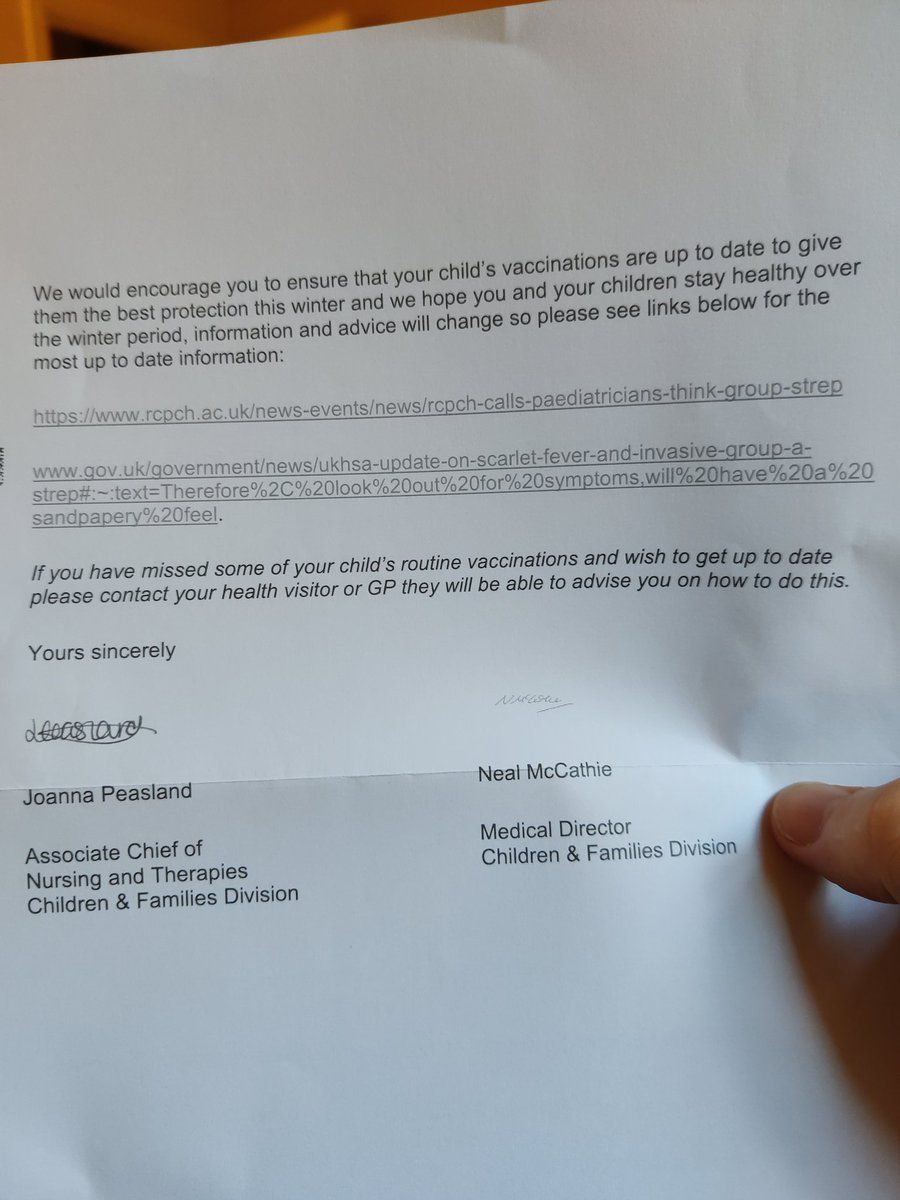 We would encourage you to ensure that your child's vaccinations are up to date to give
them the best protection this winter and we hope you and your children stay healthy over
the winter period, information and advice will change so please see links below for the
most up to date information:
https://www.rcpch.ac.uk/news-events/news/rcpch-calls-paediatricians-think-group-strep
www.gov.uk/government/news/ukhsa-update-on-scarlet-fever-and-invasive-group-a-
strep#:~:text=Therefore%2C%20look%20out%20for%20symptoms,will%20have%20a%20
sandpapery%20feel.
If you have missed some of your child's routine vaccinations and wish to get up to date
please contact your health visitor or GP they will be able to advise you on how to do this.
Yours sincerely
Joanna Peasland
Associate Chief of
Nursing and Therapies
Children & Families Division
Neal McCathie
Medical Director
Children & Families Division